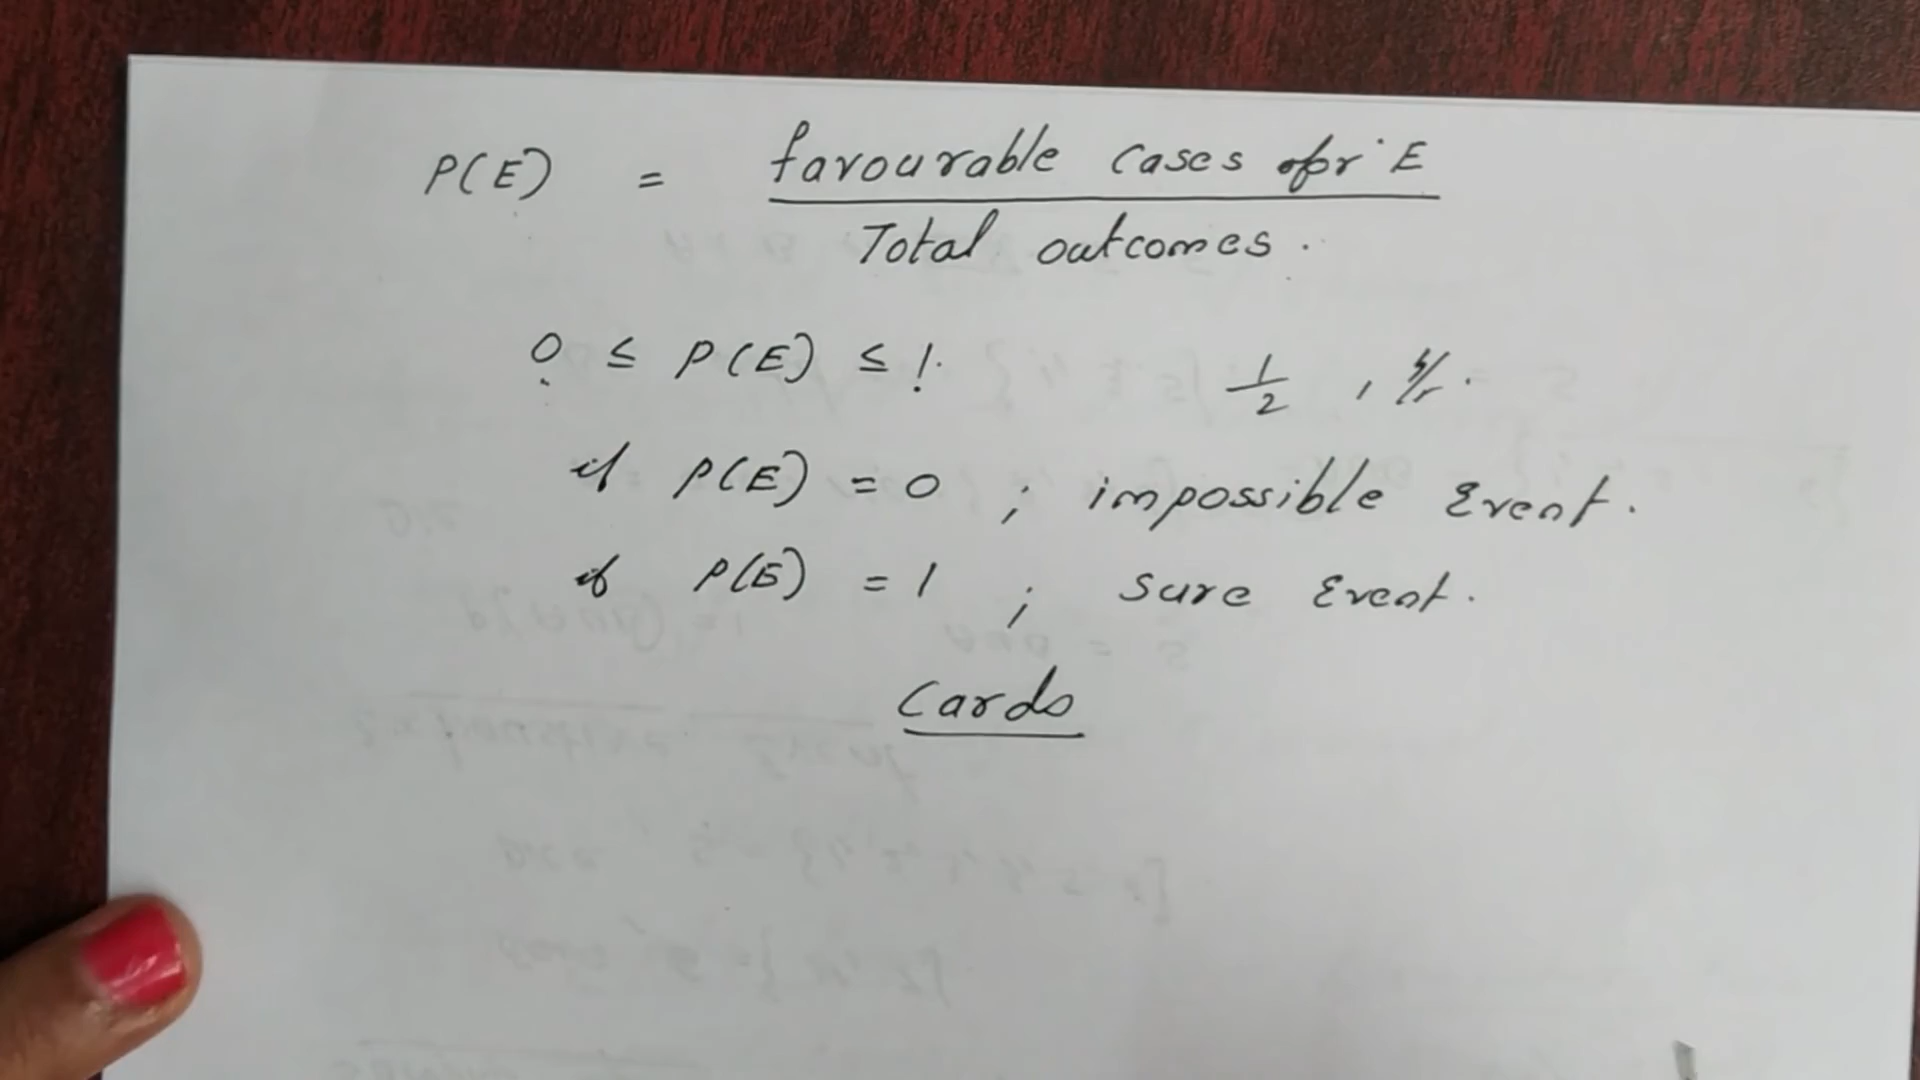 P(E) = favourable cases for E
Total outcomes.
0 ≤ P(E) ≤ 1. 1/2 ,
if P(E) = 0 ; impossible Event.
if P(E) = 1 ; sure Event.
Cards